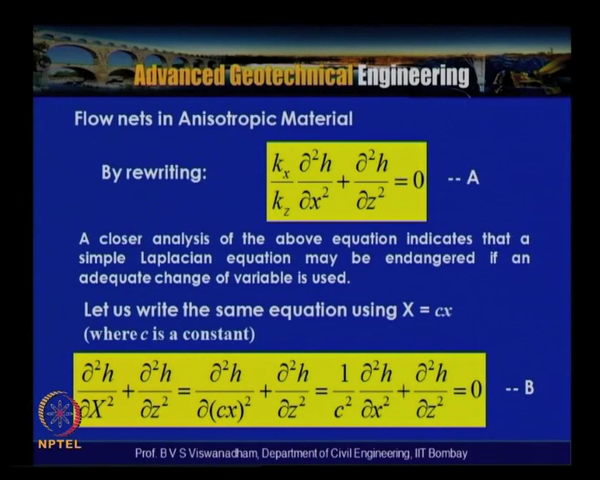 Advanced Geotechnical Engineering
Flow nets in Anisotropic Material
By rewriting: k_x/k_z ∂²h/∂x² + ∂²h/∂z² = 0 -- A
A closer analysis of the above equation indicates that a
simple Laplacian equation may be endangered if an
adequate change of variable is used.
Let us write the same equation using X = cx
(where c is a constant)
∂²h/∂X² + ∂²h/∂z² = ∂²h/∂(cx)² + ∂²h/∂z² = 1/c² ∂²h/∂x² + ∂²h/∂z² = 0 -- B
NPTEL
Prof. B V S Viswanadham, Department of Civil Engineering, IIT Bombay